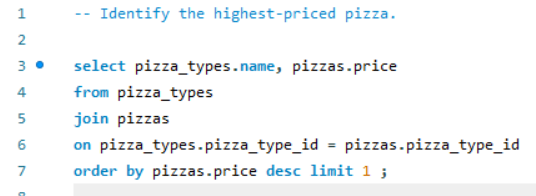 1 -- Identify the highest-priced pizza.
2
3 select pizza_types.name, pizzas.price
4 from pizza_types
5 join pizzas
6 on pizza_types.pizza_type_id = pizzas.pizza_type_id
7 order by pizzas.price desc limit 1 ;